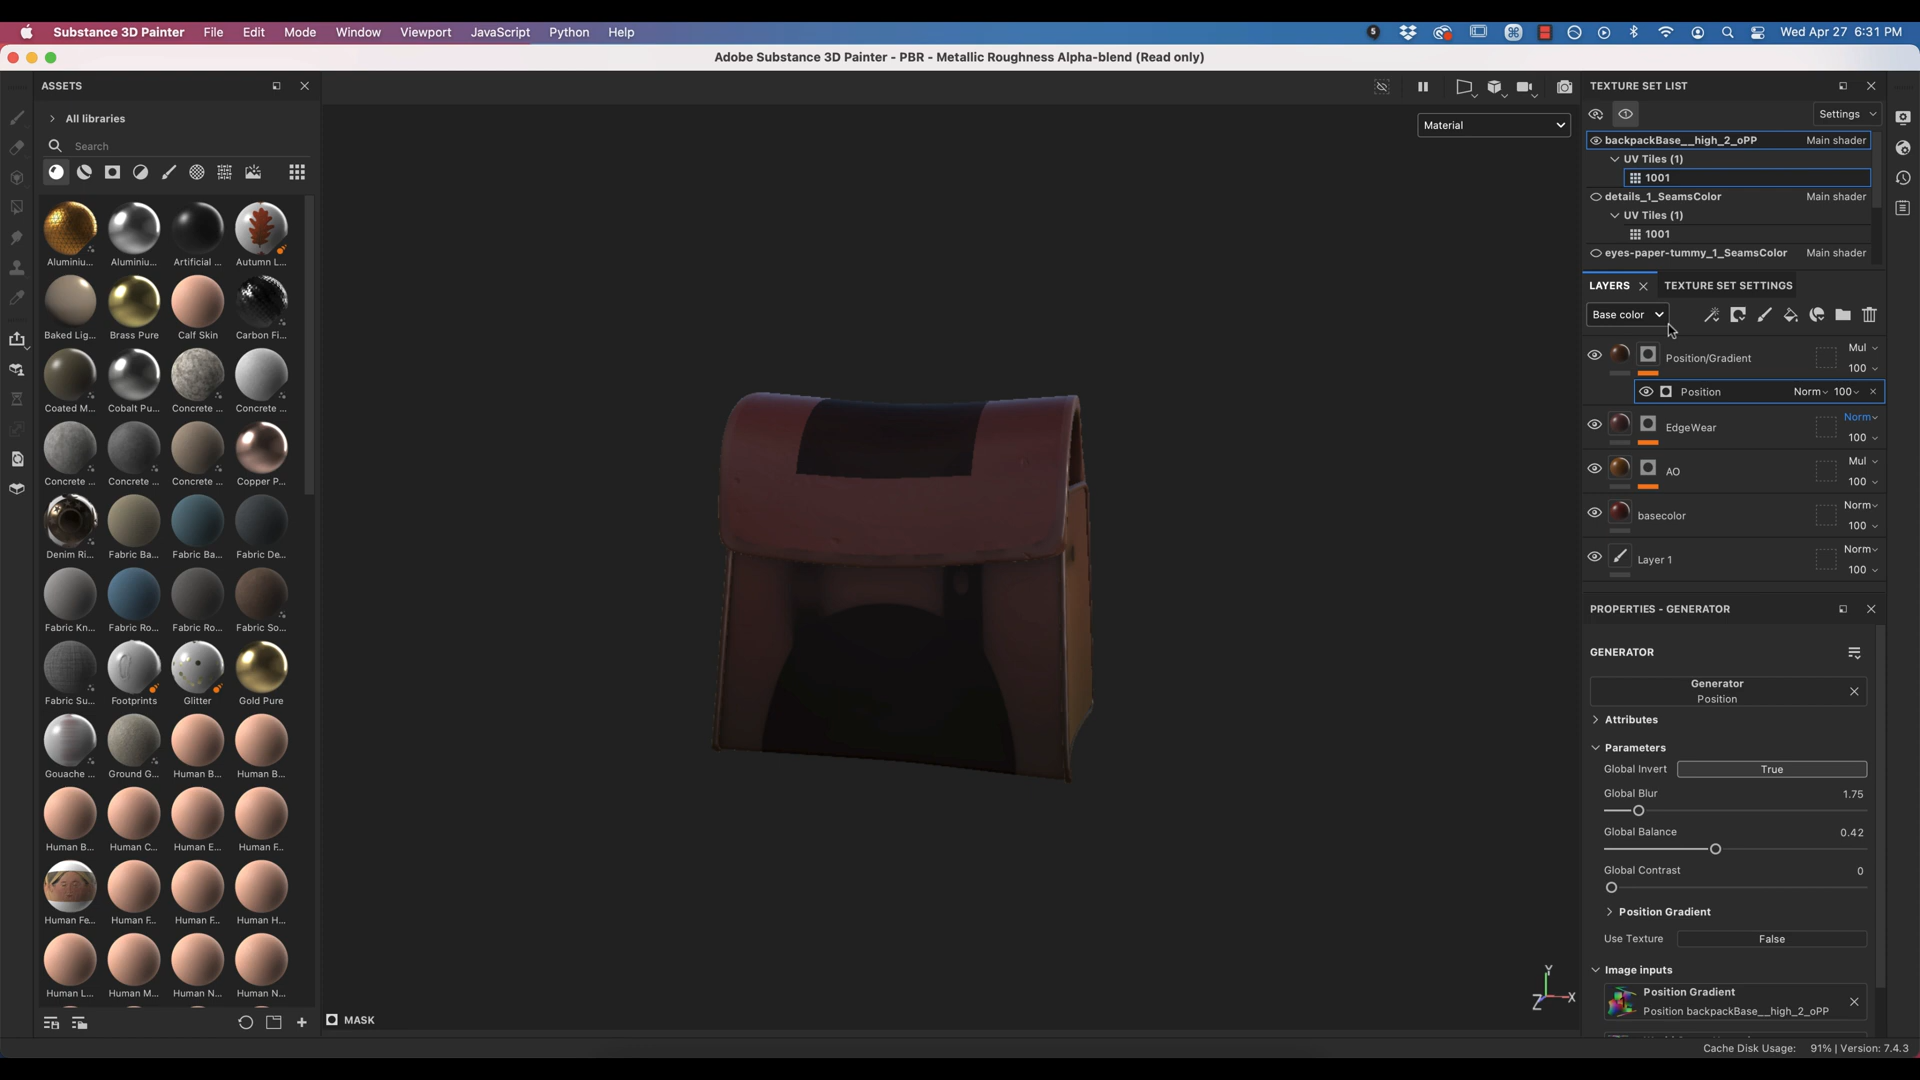 Substance 3D Painter File Edit Mode Window Viewport JavaScript Python Help
Wed Apr 27 6:31 PM
Adobe Substance 3D Painter - PBR - Metallic Roughness Alpha-blend (Read only)
ASSETS
All libraries
Search
Aluminiu... Aluminiu... Artificial ... Autumn L...
Baked Lig... Brass Pure Calf Skin Carbon Fi...
Coated M... Cobalt Pu... Concrete ... Concrete ...
Concrete ... Concrete ... Concrete ... Copper P...
Denim Ri... Fabric Ba... Fabric Ba... Fabric De...
Fabric Kn... Fabric Ro... Fabric Ro... Fabric So...
Fabric Su... Footprints Glitter Gold Pure
Gouache ... Ground G... Human B... Human B...
Human B... Human C... Human E... Human F...
Human Fe... Human F... Human F... Human H...
Human L... Human M... Human N... Human N...
Material
MASK
Y
Z X
TEXTURE SET LIST
Settings
backpackBase__high_2_oPP Main shader
UV Tiles (1)
1001
details_1_SeamsColor Main shader
UV Tiles (1)
1001
eyes-paper-tummy_1_SeamsColor Main shader
LAYERS TEXTURE SET SETTINGS
Base color
Position/Gradient Mul
100
Position Norm 100
EdgeWear Norm
100
AO Mul
100
basecolor Norm
100
Layer 1 Norm
100
PROPERTIES - GENERATOR
GENERATOR
Generator
Position
Attributes
Parameters
Global Invert True
Global Blur 1.75
Global Balance 0.42
Global Contrast 0
Position Gradient
Use Texture False
Image inputs
Position Gradient
Position backpackBase__high_2_oPP
Cache Disk Usage: 91% | Version: 7.4.3